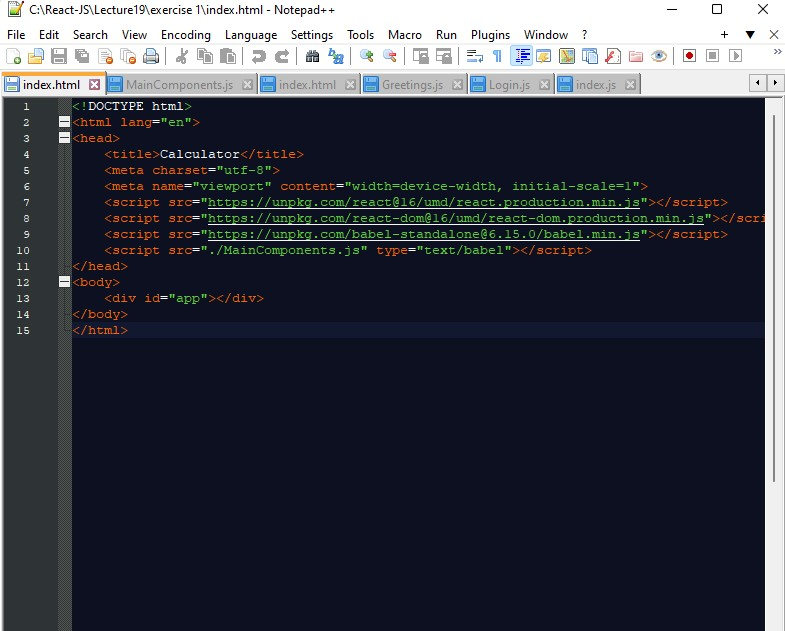 C:\React-JS\Lecture19\exercise 1\index.html - Notepad++
File Edit Search View Encoding Language Settings Tools Macro Run Plugins Window ? + ▼ X
index.html MainComponents.js index.html Greetings.js Login.js index.js
1 <!DOCTYPE html>
2 <html lang="en">
3 <head>
4 <title>Calculator</title>
5 <meta charset="utf-8">
6 <meta name="viewport" content="width=device-width, initial-scale=1">
7 <script src="https://unpkg.com/react@16/umd/react.production.min.js"></script>
8 <script src="https://unpkg.com/react-dom@16/umd/react-dom.production.min.js"></scri
9 <script src="https://unpkg.com/babel-standalone@6.15.0/babel.min.js"></script>
10 <script src="./MainComponents.js" type="text/babel"></script>
11 </head>
12 <body>
13 <div id="app"></div>
14 </body>
15 </html>